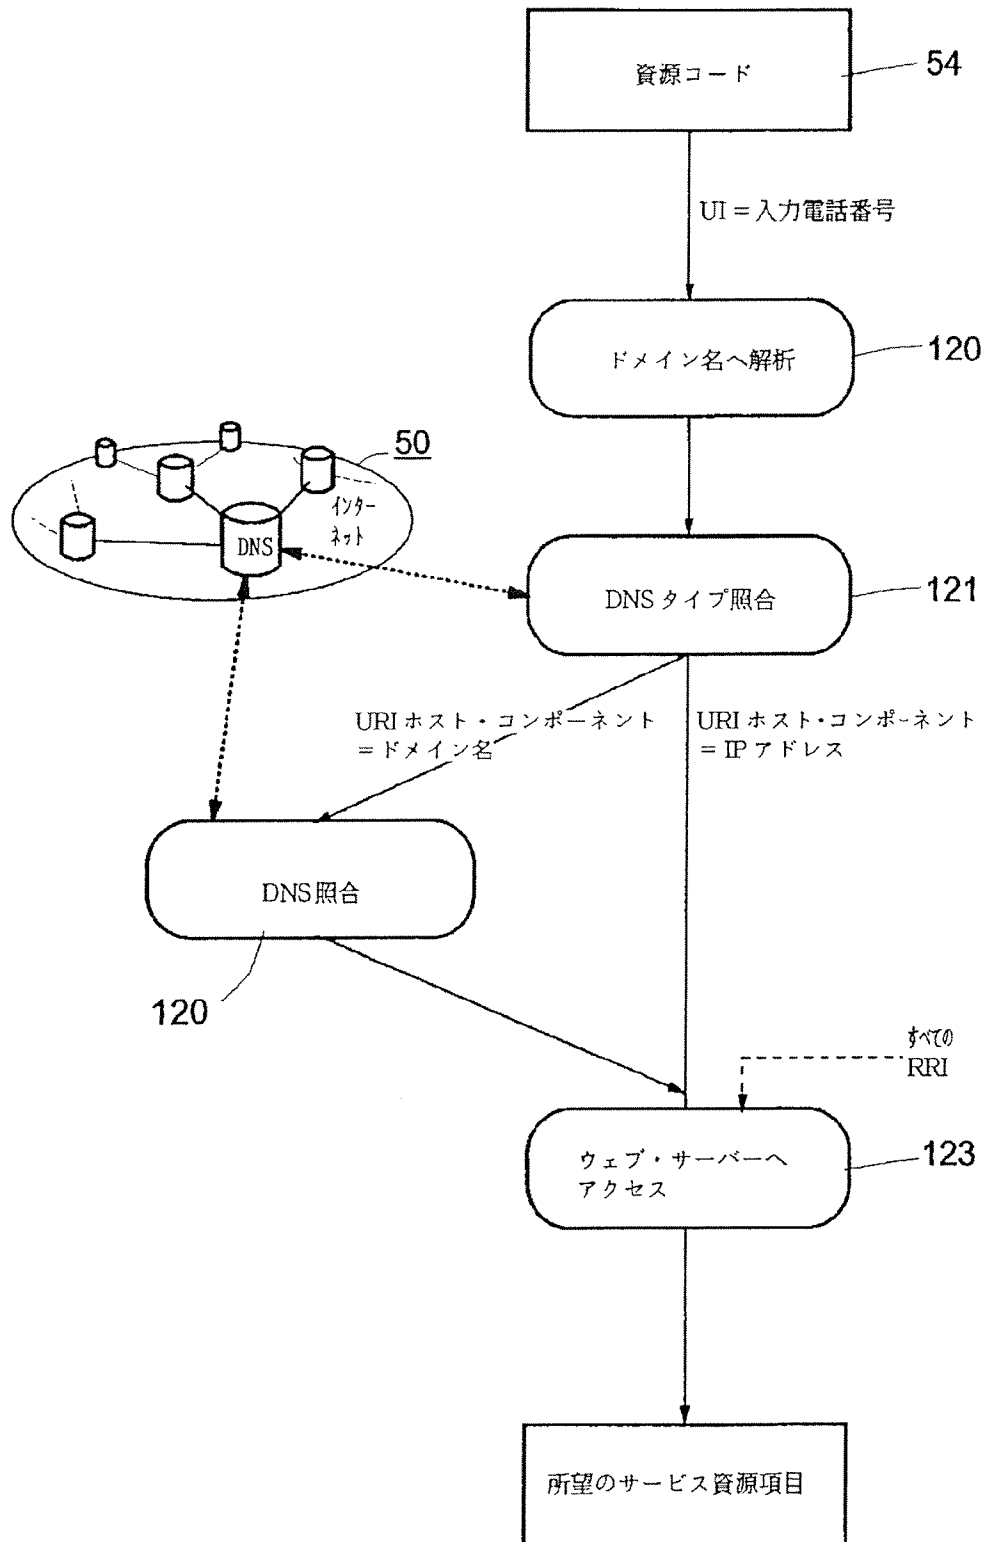 資源コード
54
UI＝入力電話番号
ドメイン名へ解析
120
50
インター
ネット
DNS
DNSタイプ照合
121
URIホスト・コンポーネント
＝ドメイン名
URIホスト・コンポーネント
＝IPアドレス
DNS照合
120
すべての
RRI
ウェブ・サーバーへ
アクセス
123
所望のサービス資源項目